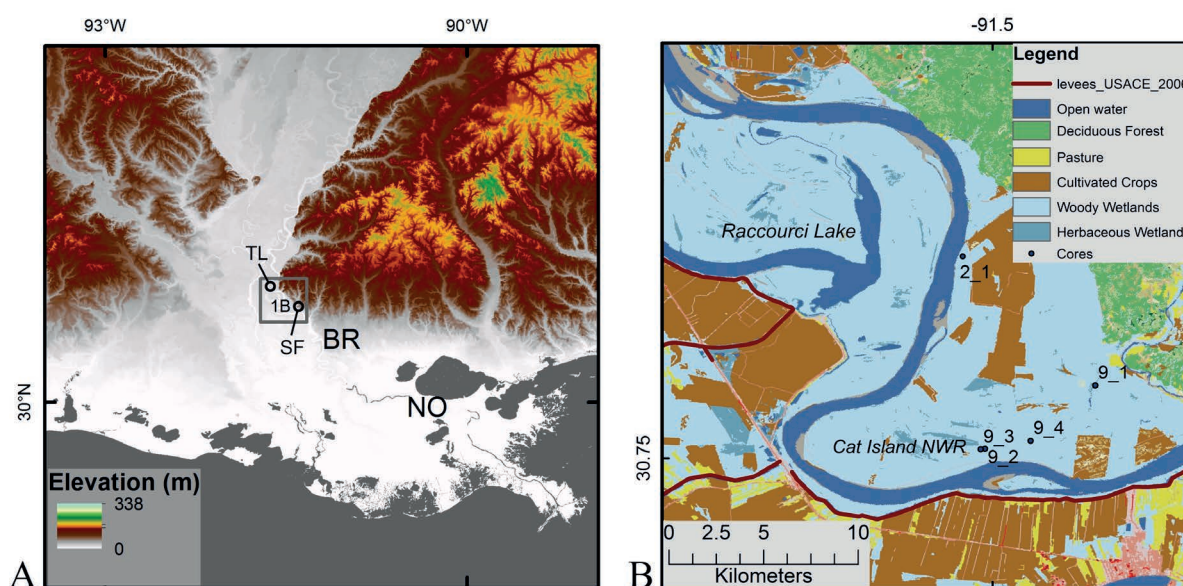 93°W
90°W
TL
1B
SF
BR
30°N
NO
Elevation (m)
338
0
A
-91.5
Legend
levees_USACE_2006
Open water
Deciduous Forest
Pasture
Cultivated Crops
Woody Wetlands
Herbaceous Wetland
Cores
Raccourci Lake
2_1
9_1
9_4
9_3
9_2
Cat Island NWR
30.75
0 2.5 5 10
Kilometers
B